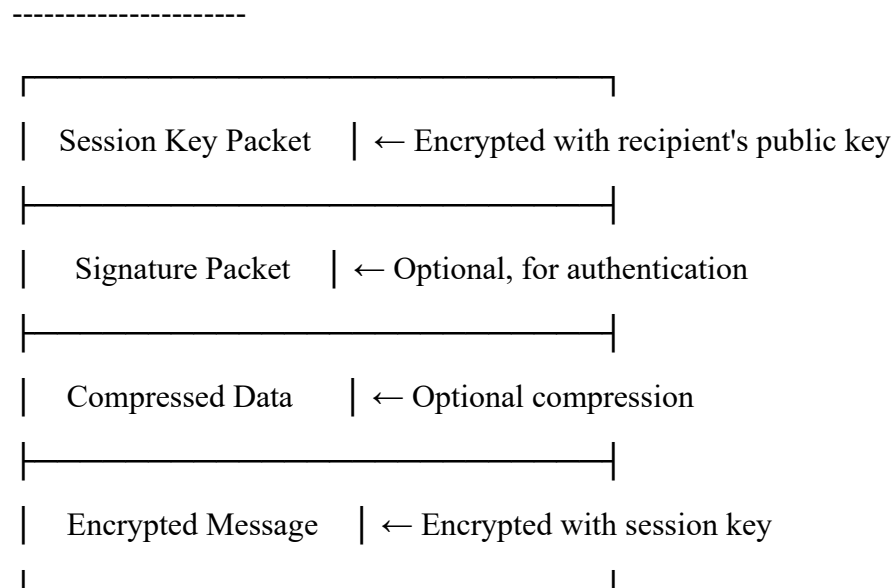 ----------------------
┌──────────────────────────┐
│    Session Key Packet     │ ← Encrypted with recipient's public key
├──────────────────────────┤
│      Signature Packet     │ ← Optional, for authentication
├──────────────────────────┤
│     Compressed Data       │ ← Optional compression
├──────────────────────────┤
│     Encrypted Message     │ ← Encrypted with session key